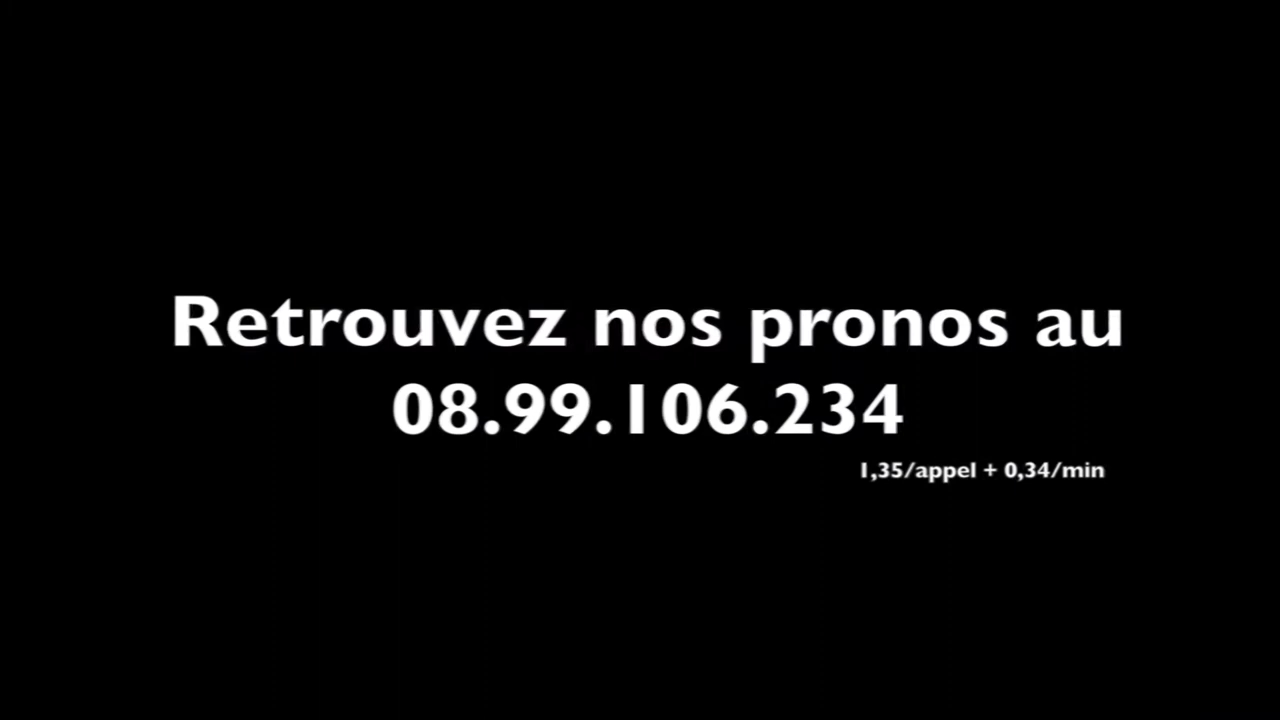 Retrouvez nos pronos au
08.99.106.234
1,35/appel + 0,34/min